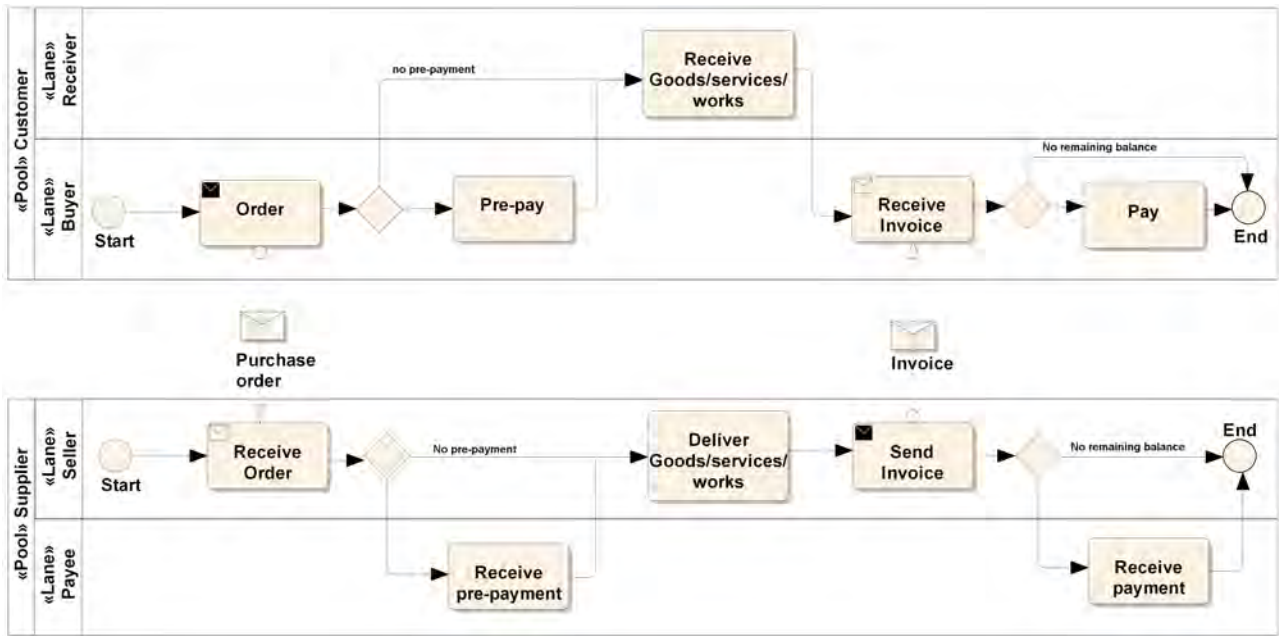 «Pool» Customer
«Lane»
Receiver
Receive
Goods/services/
works
no pre-payment
«Lane»
Buyer
Start
Order
Pre-pay
Receive
Invoice
No remaining balance
Pay
End
Purchase
order
Invoice
«Pool» Supplier
«Lane»
Seller
Start
Receive
Order
No pre-payment
Deliver
Goods/services/
works
Send
Invoice
No remaining balance
End
«Lane»
Payee
Receive
pre-payment
Receive
payment